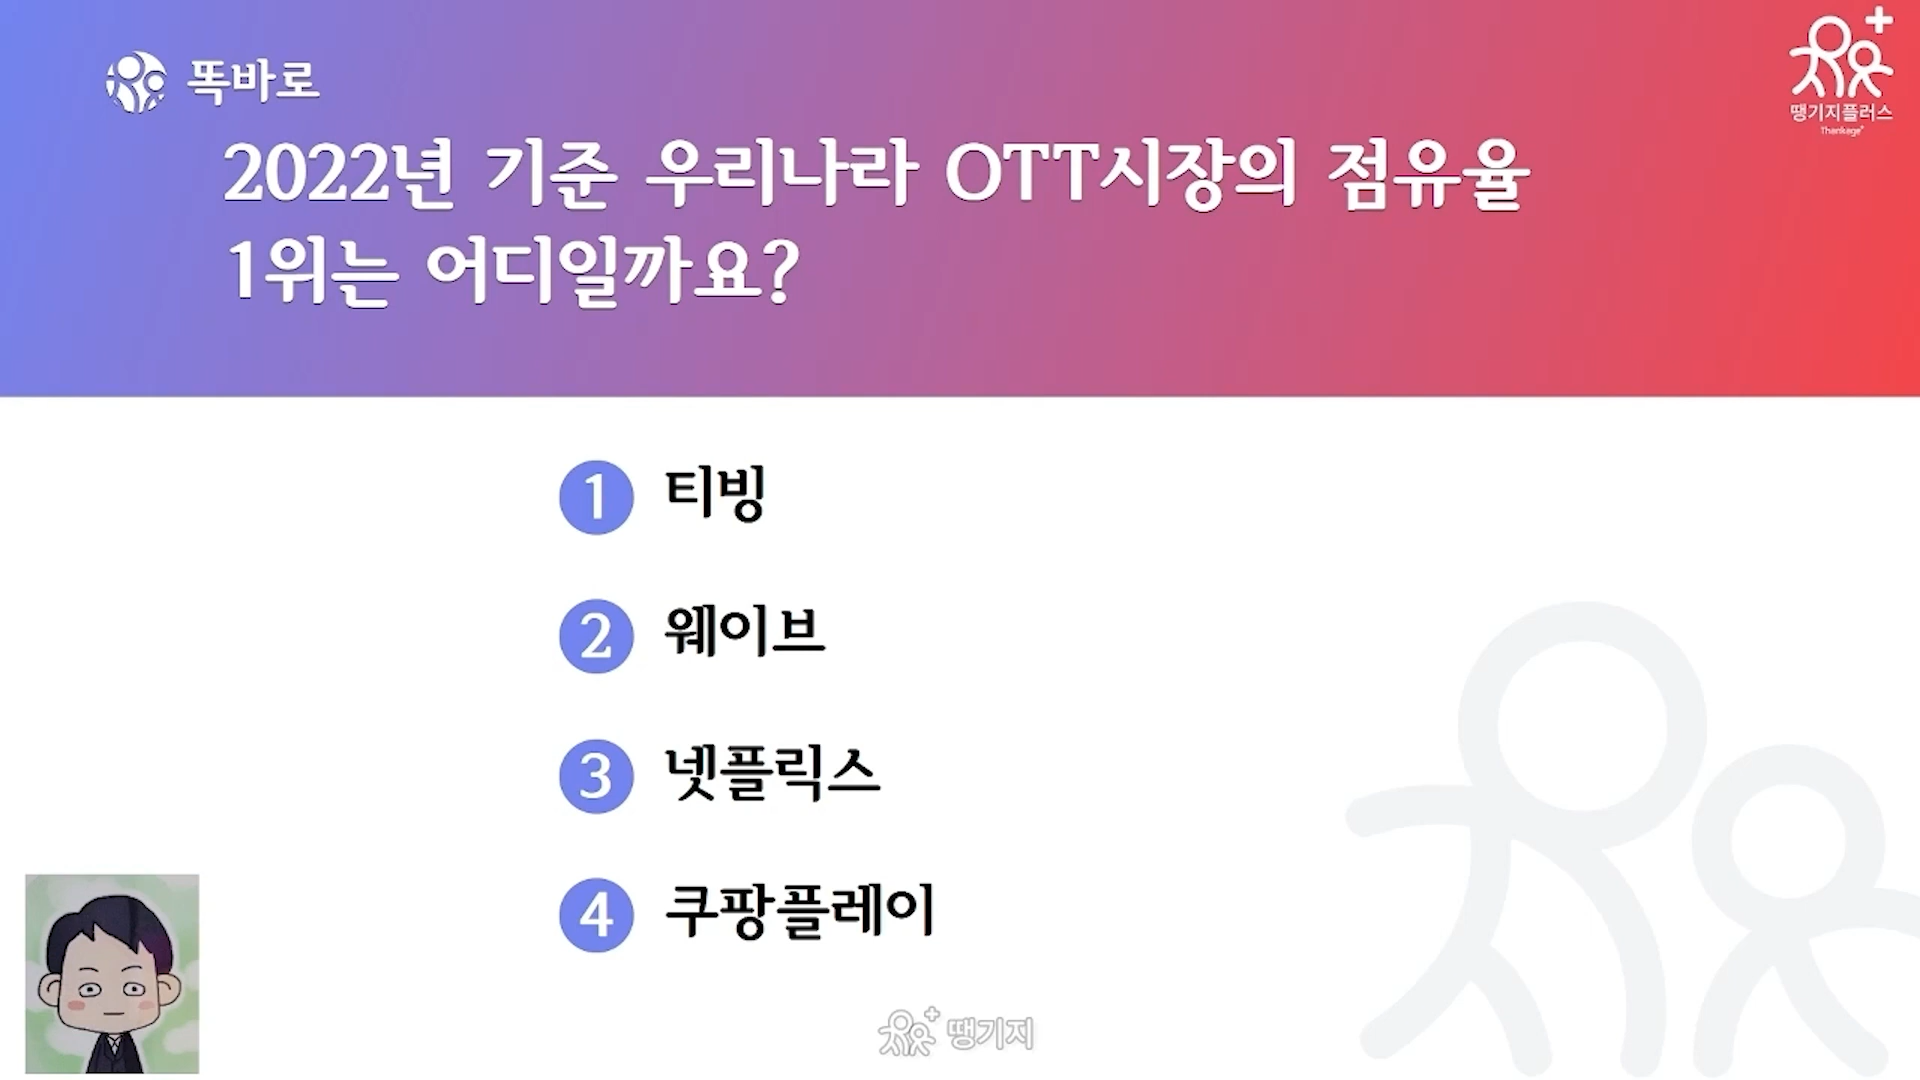 똑바로
땡기지플러스
Thankage
2022년 기준 우리나라 OTT시장의 점유율
1위는 어디일까요?
1 티빙
2 웨이브
3 넷플릭스
4 쿠팡플레이
땡기지